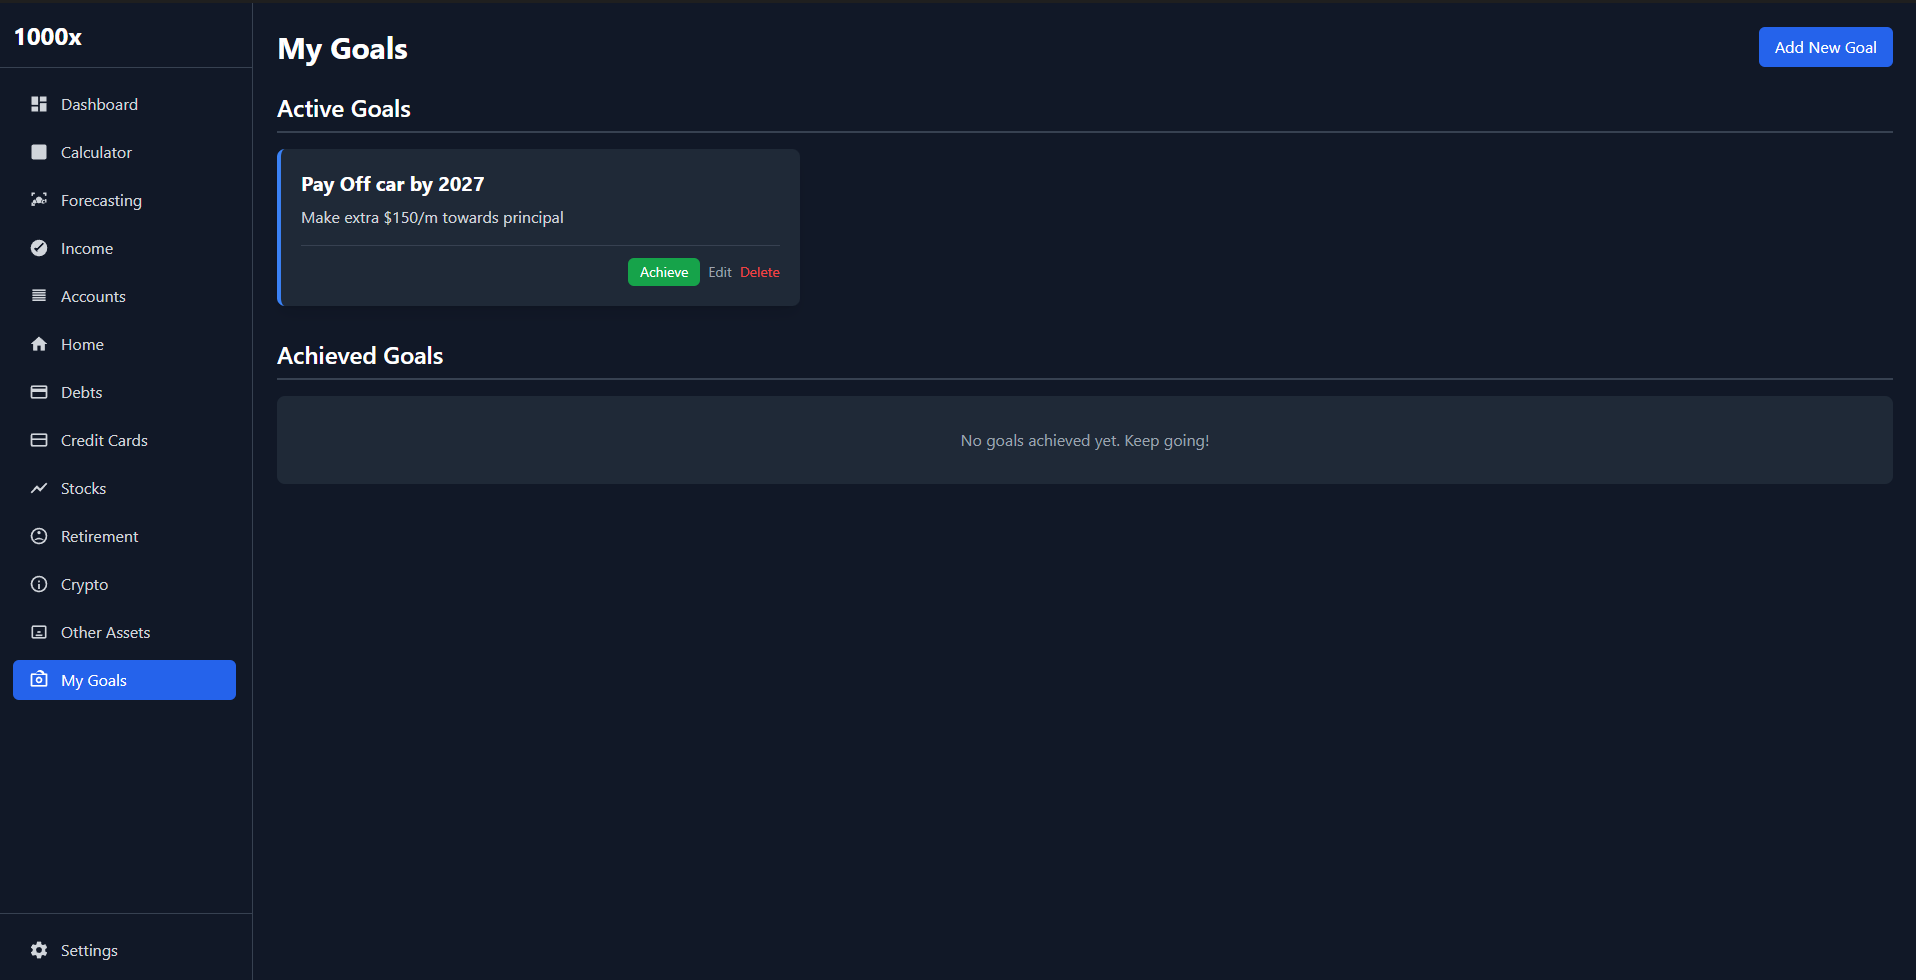 1000x
Dashboard
Calculator
Forecasting
Income
Accounts
Home
Debts
Credit Cards
Stocks
Retirement
Crypto
Other Assets
My Goals
Settings
My Goals
Add New Goal
Active Goals
Pay Off car by 2027
Make extra $150/m towards principal
Achieve Edit Delete
Achieved Goals
No goals achieved yet. Keep going!